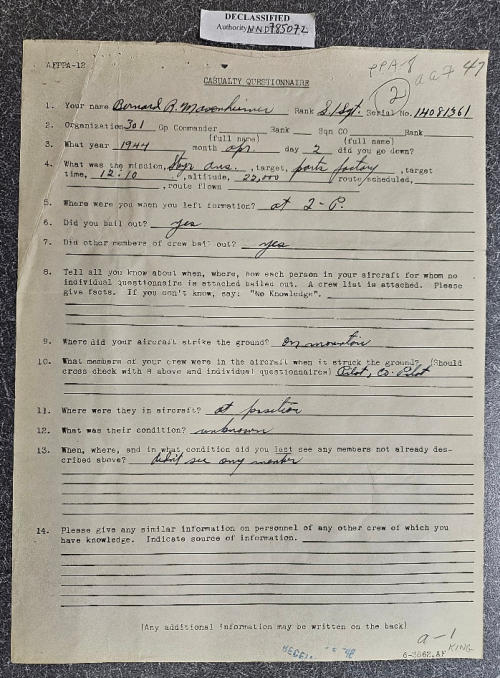 DECLASSIFIED
Authority NND785072
AFPPA-12
PPA-8
(2)
CASUALTY QUESTIONNAIRE
1. Your name Bernard R. Rank S/Sgt. Serial No. 14081361
2. Organization 301 Gp Commander Rank Sqn CO Rank
(full name) (full name)
3. What year 1944 month apr. day 2 did you go down?
4. What was the mission, Styr aus. , target, parts factory , target
time, 12:10 , altitude, 22,000 route/scheduled,
, route flown
5. Where were you when you left formation? at I-P.
6. Did you bail out? yes
7. Did other members of crew bail out? yes
8. Tell all you know about when, where, how each person in your aircraft for whom no
individual questionnaire is attached bailed out. A crew list is attached. Please
give facts. If you don't know, say: "No Knowledge".
9. Where did your aircraft strike the ground? on mountain
10. What members of your crew were in the aircraft when it struck the ground? (Should
cross check with 8 above and individual questionnaires) Pilot, Co-Pilot
11. Where were they in aircraft? at position
12. What was their condition? unknown
13. When, where, and in what condition did you last see any members not already des-
cribed above? didn't see any member
14. Please give any similar information on personnel of any other crew of which you
have knowledge. Indicate source of information.
(Any additional information may be written on the back)
a-1
KING
6-3862,AF